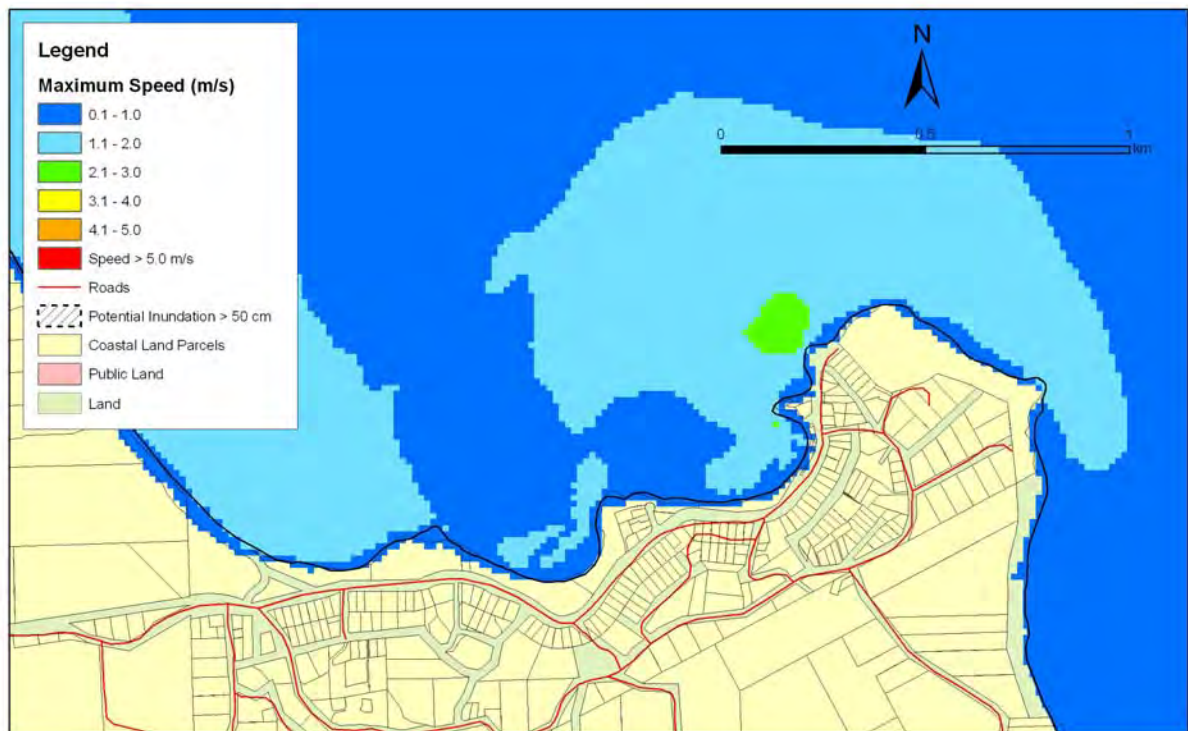 Legend
Maximum Speed (m/s)
0.1 - 1.0
1.1 - 2.0
2.1 - 3.0
3.1 - 4.0
4.1 - 5.0
Speed > 5.0 m/s
Roads
Potential Inundation > 50 cm
Coastal Land Parcels
Public Land
Land
N
0 0.5 1
km